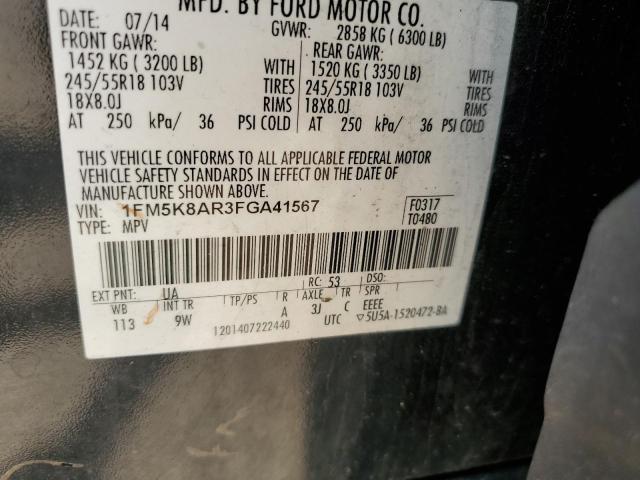 MFD. BY FORD MOTOR CO.
DATE: 07/14 GVWR: 2858 KG (6300 LB)
FRONT GAWR: REAR GAWR:
1452 KG (3200 LB) WITH 1520 KG (3350 LB) WITH
245/55R18 103V TIRES 245/55R18 103V TIRES
18X8.0J RIMS 18X8.0J RIMS
AT 250 kPa/ 36 PSI COLD AT 250 kPa/ 36 PSI COLD
THIS VEHICLE CONFORMS TO ALL APPLICABLE FEDERAL MOTOR
VEHICLE SAFETY STANDARDS IN EFFECT ON THE DATE OF
MANUFACTURE SHOWN ABOVE.
VIN: 1FM5K8AR3FGA41567 F0317
TYPE: MPV T0480
EXT PNT: UA RC: 53 DSO:
WB INT TR TP/PS R AXLE TR SPR
113 9W A 3J C EEEE
1201407222440 UTC ▽5U5A-1520472-BA